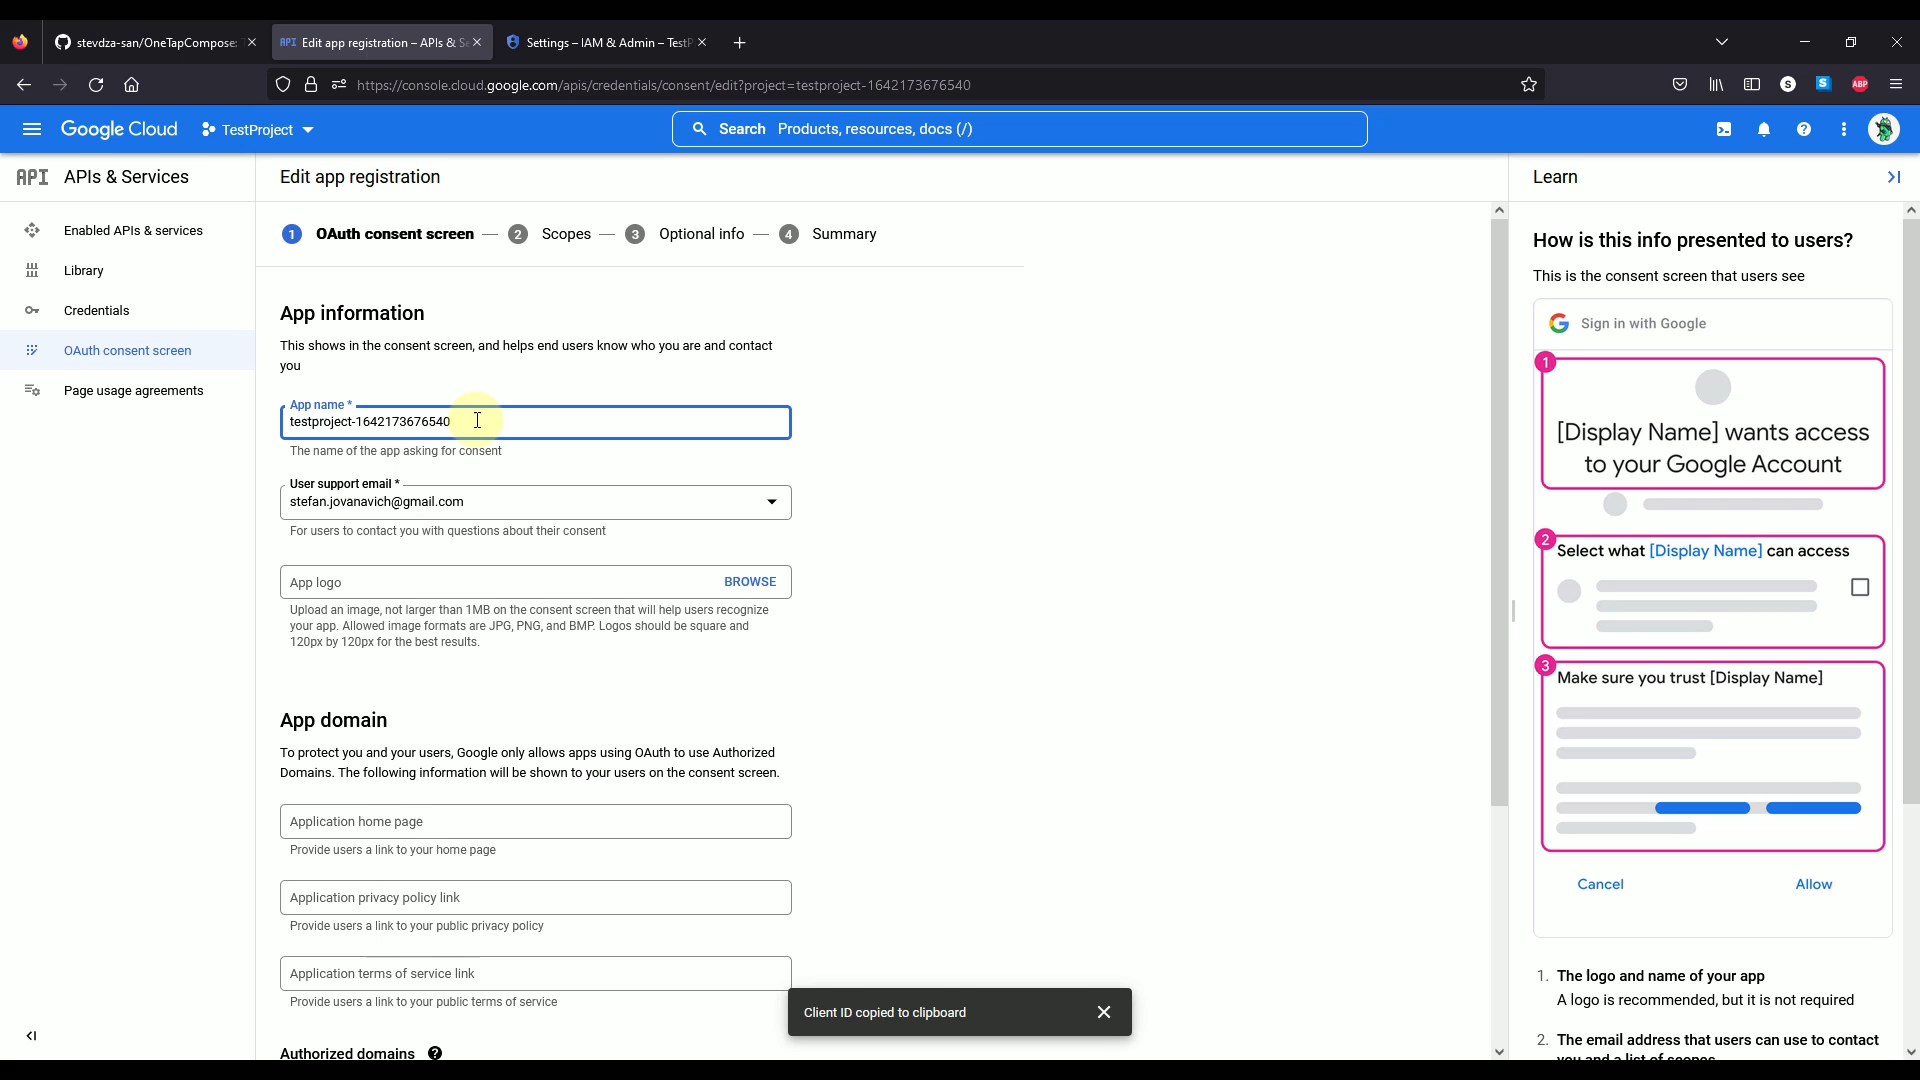 stevdza-san/OneTapCompose:
API Edit app registration – APIs & Se
Settings – IAM & Admin – TestP
https://console.cloud.google.com/apis/credentials/consent/edit?project=testproject-1642173676540
S
S
ABP
Google Cloud
TestProject
Search Products, resources, docs (/)
API APIs & Services
Edit app registration
Learn
Enabled APIs & services
Library
Credentials
OAuth consent screen
Page usage agreements
1 OAuth consent screen — 2 Scopes — 3 Optional info — 4 Summary
App information
This shows in the consent screen, and helps end users know who you are and contact
you
App name *
testproject-1642173676540
The name of the app asking for consent
User support email *
stefan.jovanavich@gmail.com
For users to contact you with questions about their consent
App logo
BROWSE
Upload an image, not larger than 1MB on the consent screen that will help users recognize
your app. Allowed image formats are JPG, PNG, and BMP. Logos should be square and
120px by 120px for the best results.
App domain
To protect you and your users, Google only allows apps using OAuth to use Authorized
Domains. The following information will be shown to your users on the consent screen.
Application home page
Provide users a link to your home page
Application privacy policy link
Provide users a link to your public privacy policy
Application terms of service link
Provide users a link to your public terms of service
Authorized domains
Client ID copied to clipboard
How is this info presented to users?
This is the consent screen that users see
G Sign in with Google
1
[Display Name] wants access
to your Google Account
2
Select what [Display Name] can access
3
Make sure you trust [Display Name]
Cancel
Allow
1. The logo and name of your app
A logo is recommended, but it is not required
2. The email address that users can use to contact
you and a list of scopes